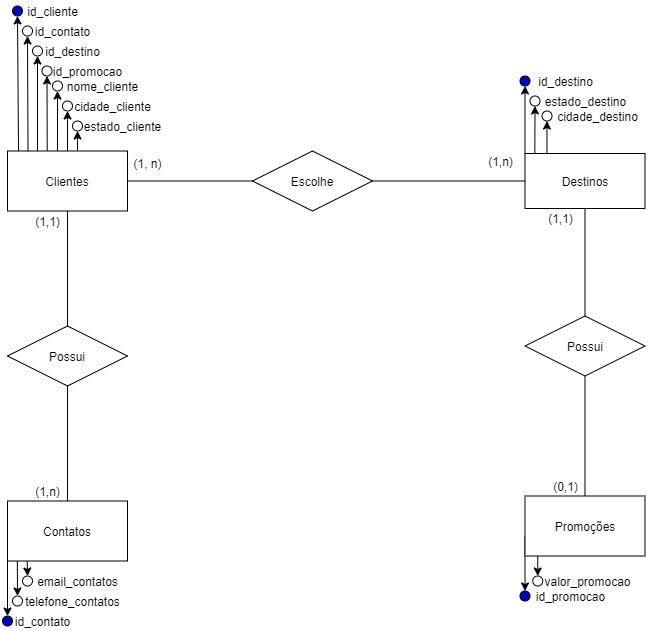 id_cliente
id_contato
id_destino
id_promocao
nome_cliente
cidade_cliente
estado_cliente
id_destino
estado_destino
cidade_destino
Clientes
(1, n)
Escolhe
(1,n)
Destinos
(1,1)
(1,1)
Possui
Possui
(1,n)
(0,1)
Contatos
Promoções
email_contatos
telefone_contatos
id_contato
valor_promocao
id_promocao